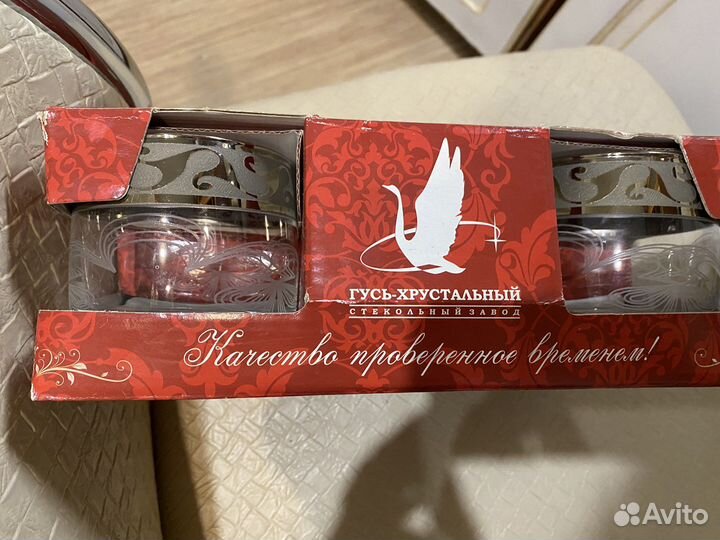 ГУСЬ-ХРУСТАЛЬНЫЙ
СТЕКОЛЬНЫЙ ЗАВОД
Качество проверенное временем!
Avito